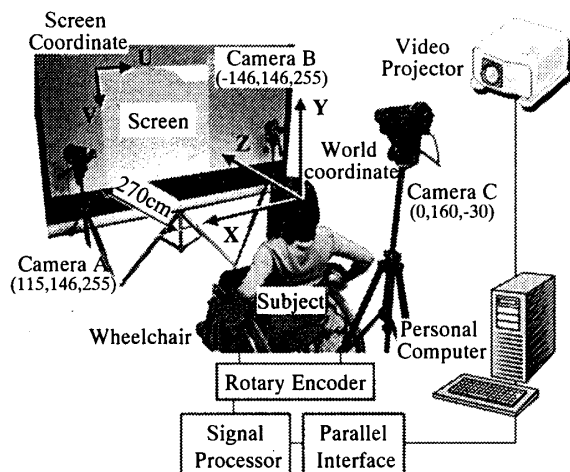 Screen
Coordinate
U
V
Screen
Camera B
(-146,146,255)
Y
Z
World
coordinate
X
270cm
Video
Projector
Camera C
(0,160,-30)
Camera A
(115,146,255)
Subject
Wheelchair
Personal
Computer
Rotary Encoder
Signal
Processor
Parallel
Interface